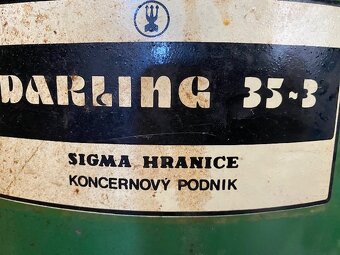 DARLING 35~3
SIGMA HRANICE
KONCERNOVÝ PODNIK